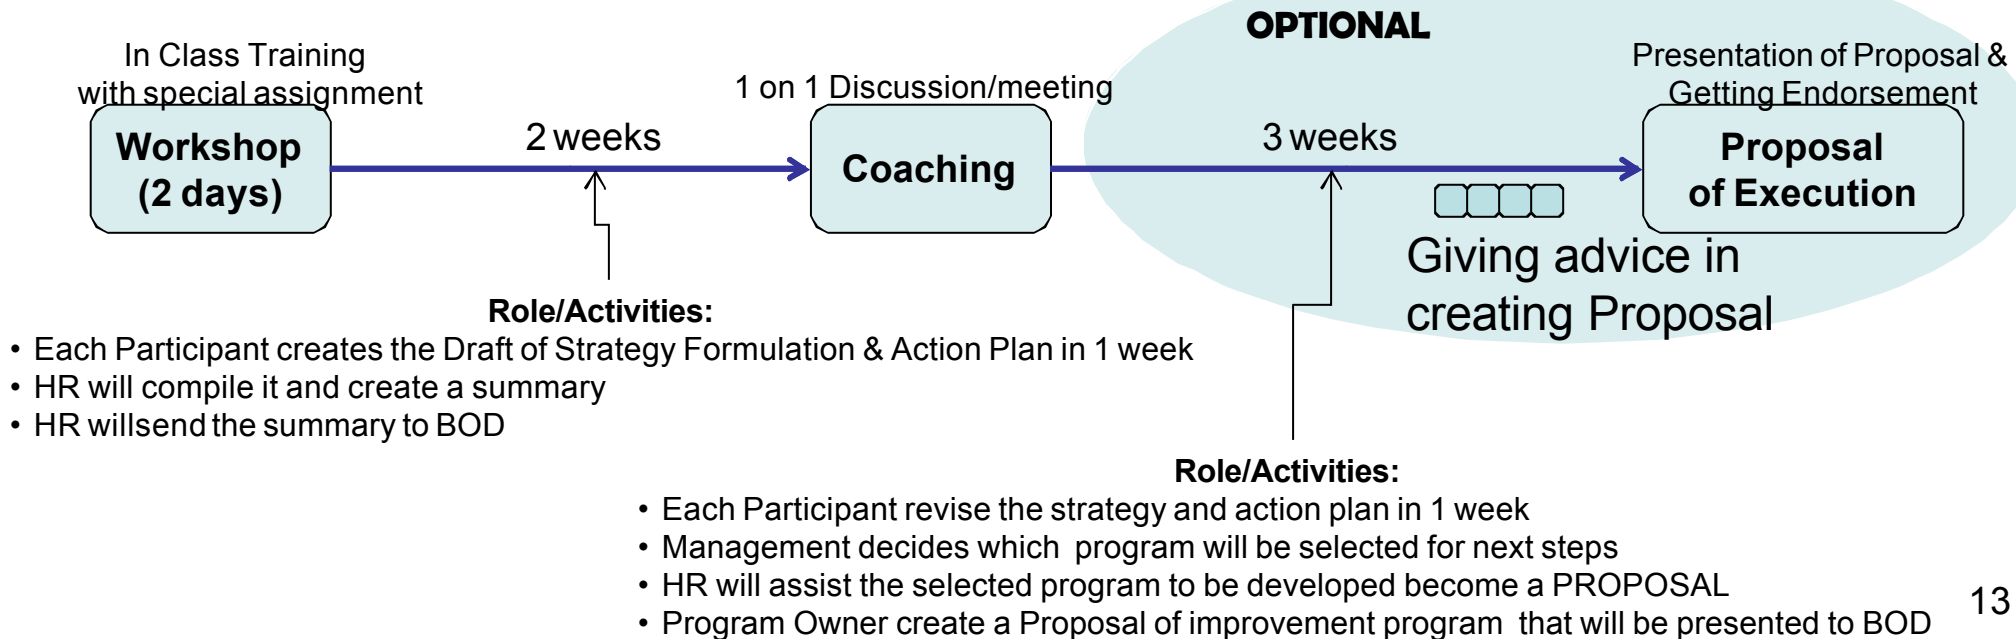 OPTIONAL
In Class Training
with special assignment
1 on 1 Discussion/meeting
Presentation of Proposal &
Getting Endorsement
Workshop
(2 days)
2 weeks
Coaching
3 weeks
Proposal
of Execution
Giving advice in
creating Proposal
Role/Activities:
• Each Participant creates the Draft of Strategy Formulation & Action Plan in 1 week
• HR will compile it and create a summary
• HR willsend the summary to BOD
Role/Activities:
• Each Participant revise the strategy and action plan in 1 week
• Management decides which program will be selected for next steps
• HR will assist the selected program to be developed become a PROPOSAL
• Program Owner create a Proposal of improvement program that will be presented to BOD
13